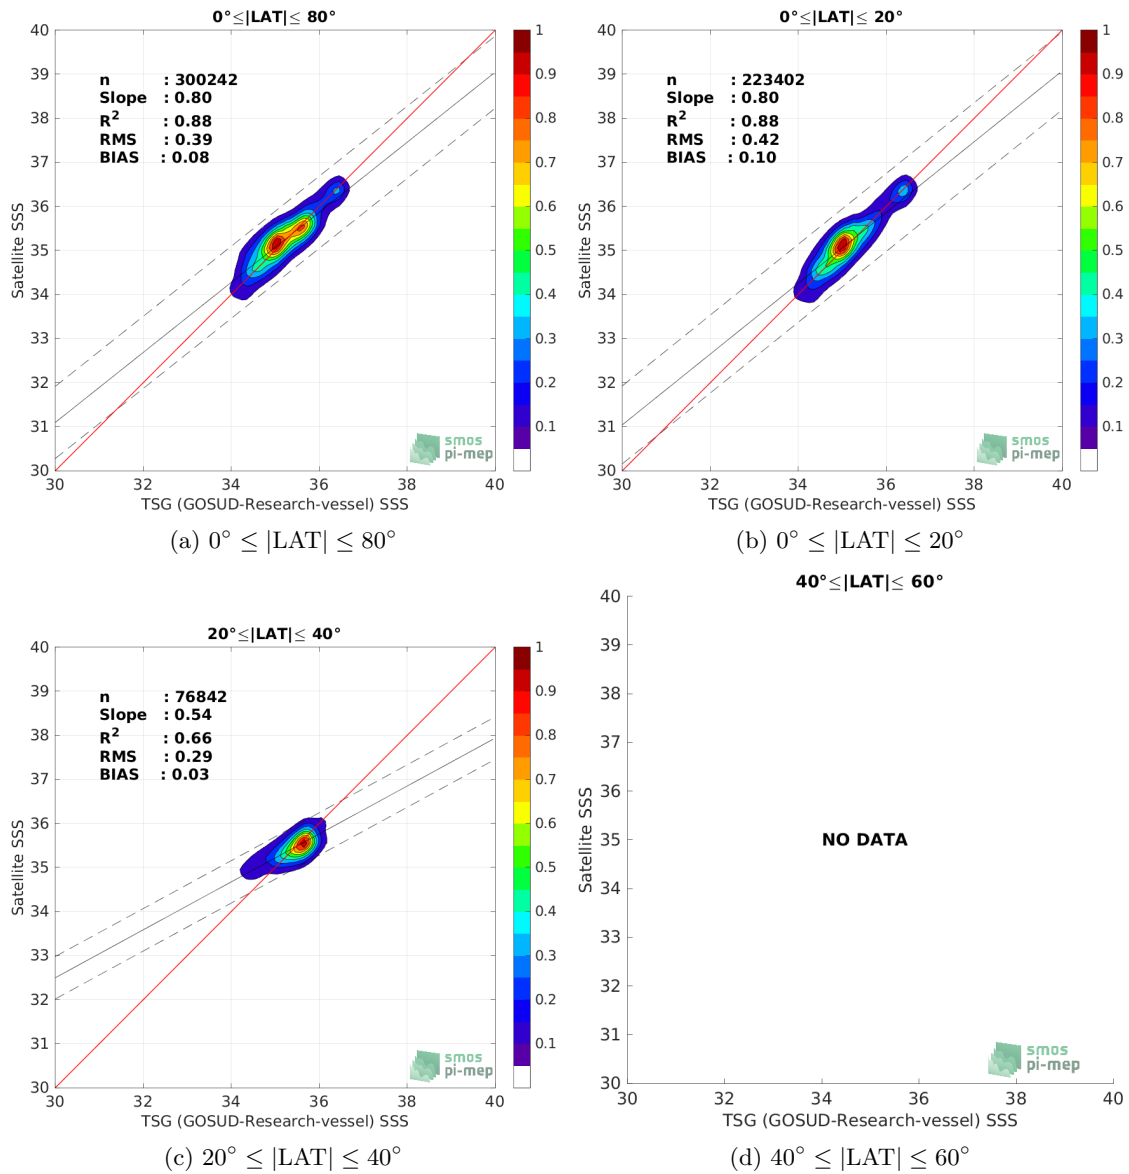 0°≤|LAT|≤ 80°
40
39
38
37
36
35
34
33
32
31
30
Satellite SSS
n : 300242
Slope : 0.80
R² : 0.88
RMS : 0.39
BIAS : 0.08
1
0.9
0.8
0.7
0.6
0.5
0.4
0.3
0.2
0.1
smos
pi-mep
30 32 34 36 38 40
TSG (GOSUD-Research-vessel) SSS
(a) 0° ≤ |LAT| ≤ 80°
0°≤|LAT|≤ 20°
40
39
38
37
36
35
34
33
32
31
30
Satellite SSS
n : 223402
Slope : 0.80
R² : 0.88
RMS : 0.42
BIAS : 0.10
1
0.9
0.8
0.7
0.6
0.5
0.4
0.3
0.2
0.1
smos
pi-mep
30 32 34 36 38 40
TSG (GOSUD-Research-vessel) SSS
(b) 0° ≤ |LAT| ≤ 20°
20°≤|LAT|≤ 40°
40
39
38
37
36
35
34
33
32
31
30
Satellite SSS
n : 76842
Slope : 0.54
R² : 0.66
RMS : 0.29
BIAS : 0.03
1
0.9
0.8
0.7
0.6
0.5
0.4
0.3
0.2
0.1
smos
pi-mep
30 32 34 36 38 40
TSG (GOSUD-Research-vessel) SSS
(c) 20° ≤ |LAT| ≤ 40°
40°≤|LAT|≤ 60°
40
39
38
37
36
35
34
33
32
31
30
Satellite SSS
NO DATA
smos
pi-mep
30 32 34 36 38 40
TSG (GOSUD-Research-vessel) SSS
(d) 40° ≤ |LAT| ≤ 60°